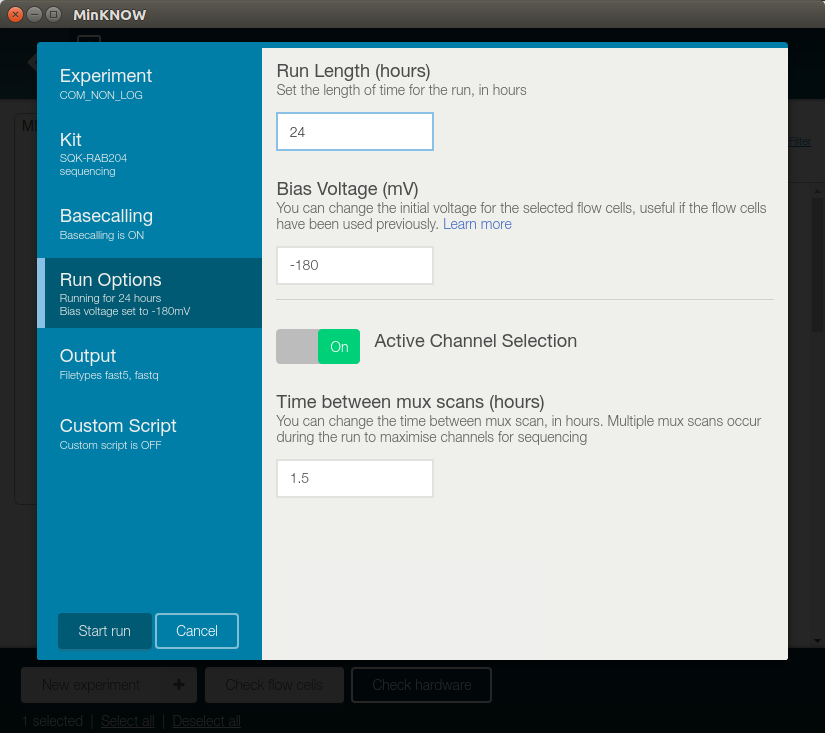 MinKNOW
Experiment
COM_NON_LOG
Kit
SQK-RAB204
sequencing
Basecalling
Basecalling is ON
Run Options
Running for 24 hours
Bias voltage set to -180mV
Output
Filetypes fast5, fastq
Custom Script
Custom script is OFF
Start run
Cancel
Run Length (hours)
Set the length of time for the run, in hours
24
Bias Voltage (mV)
You can change the initial voltage for the selected flow cells, useful if the flow cells
have been used previously. Learn more
-180
On
Active Channel Selection
Time between mux scans (hours)
You can change the time between mux scan, in hours. Multiple mux scans occur
during the run to maximise channels for sequencing
1.5
Filter
New experiment +
Check flow cells
Check hardware
1 selected | Select all | Deselect all